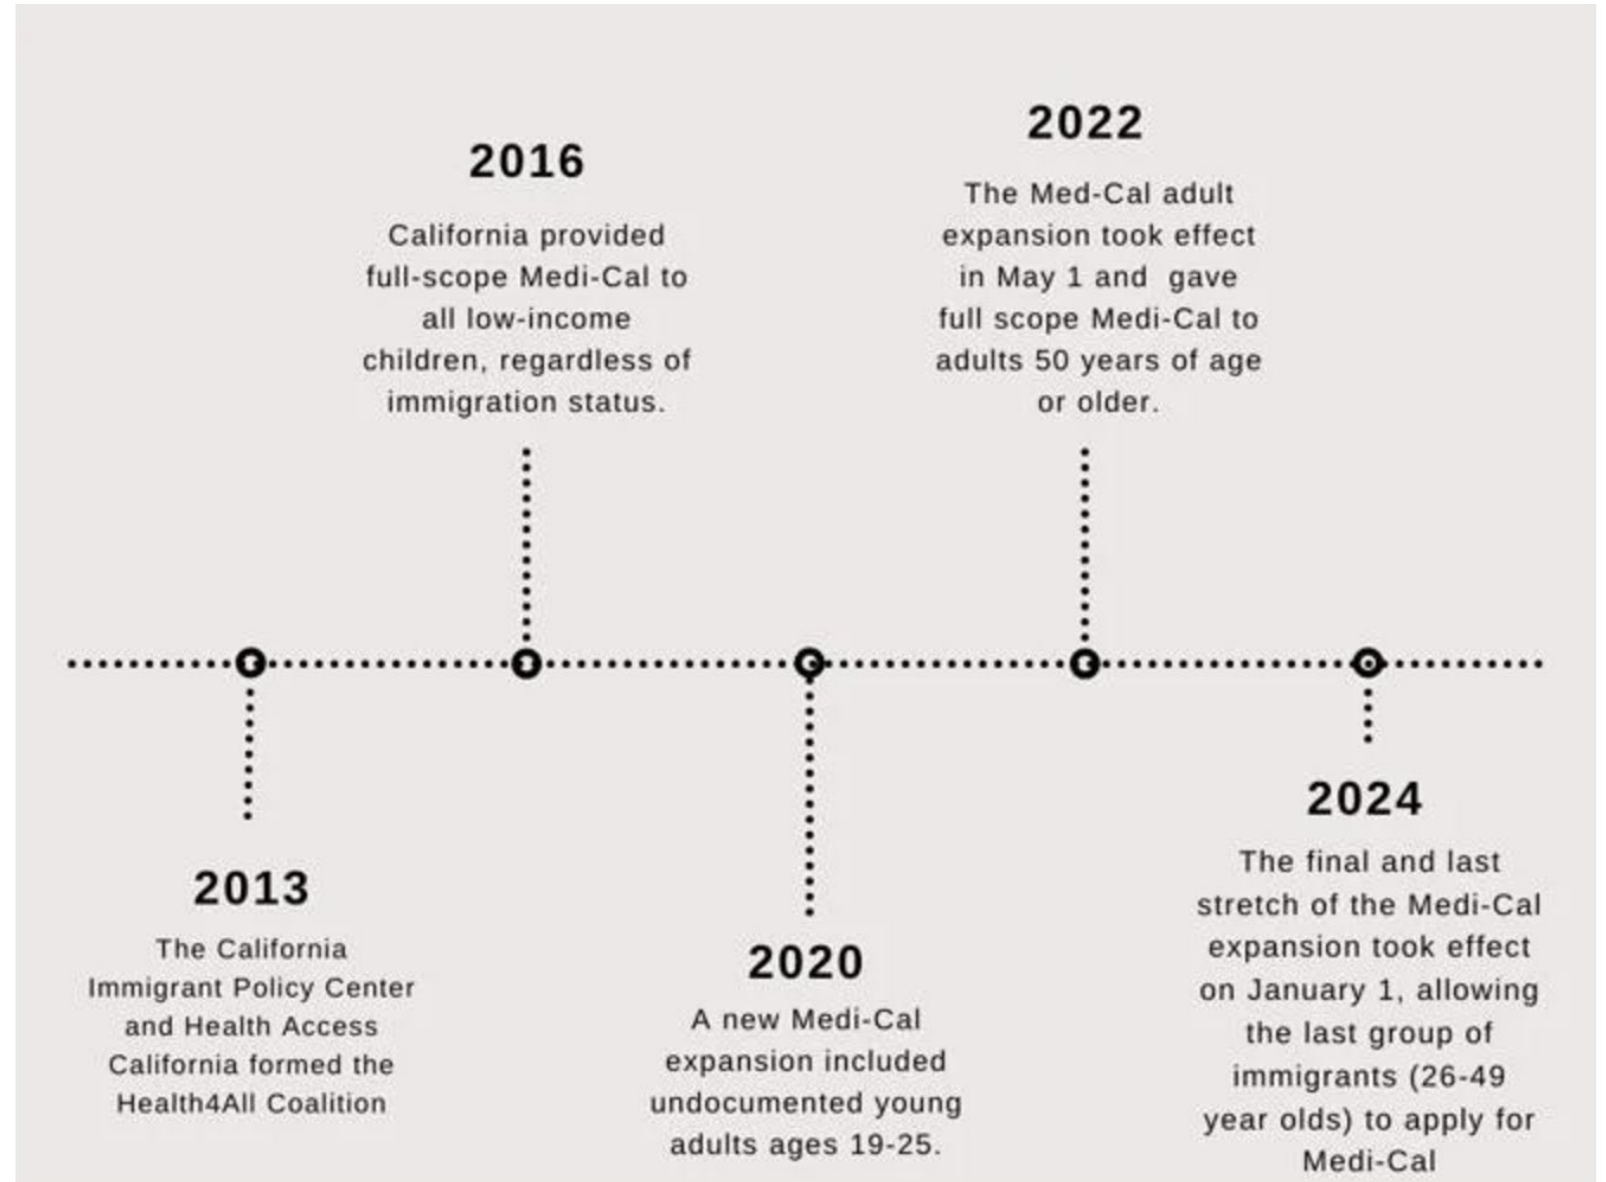 2013
The California
Immigrant Policy Center
and Health Access
California formed the
Health4All Coalition
2016
California provided
full-scope Medi-Cal to
all low-income
children, regardless of
immigration status.
2020
A new Medi-Cal
expansion included
undocumented young
adults ages 19-25.
2022
The Med-Cal adult
expansion took effect
in May 1 and  gave
full scope Medi-Cal to
adults 50 years of age
or older.
2024
The final and last
stretch of the Medi-Cal
expansion took effect
on January 1, allowing
the last group of
immigrants (26-49
year olds) to apply for
Medi-Cal